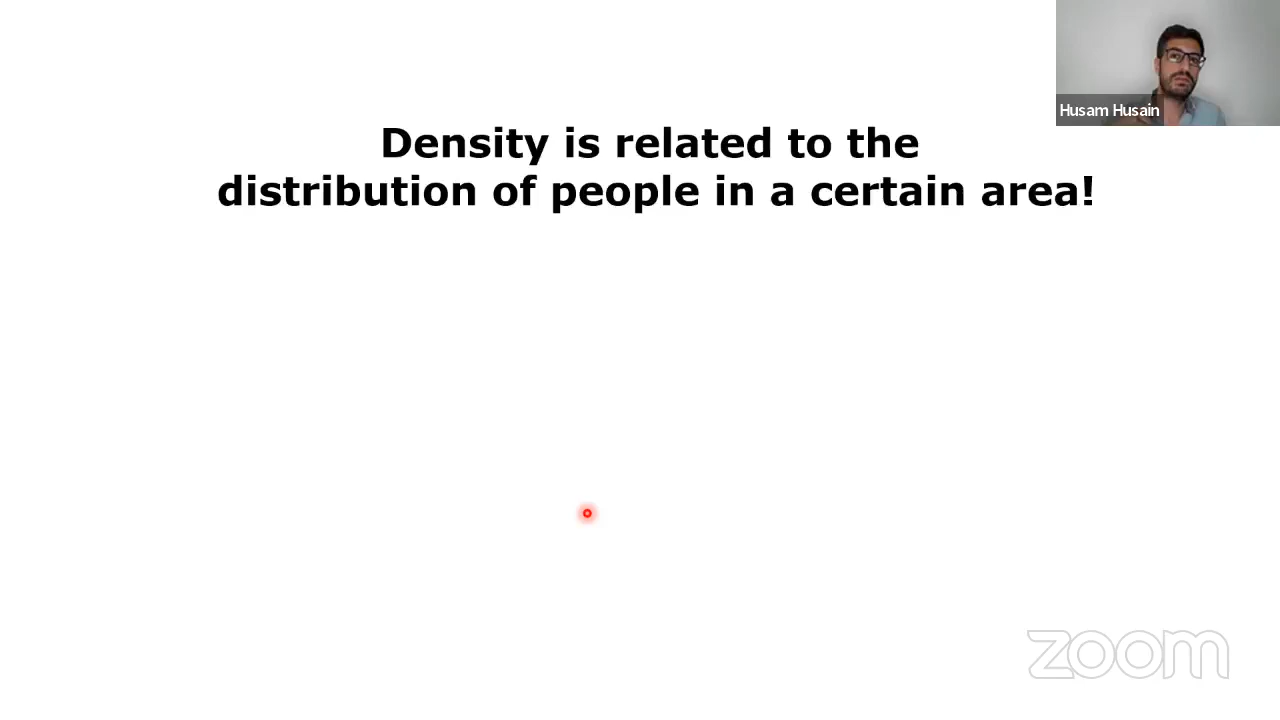 Husam Husain
Density is related to the
distribution of people in a certain area!
zoom